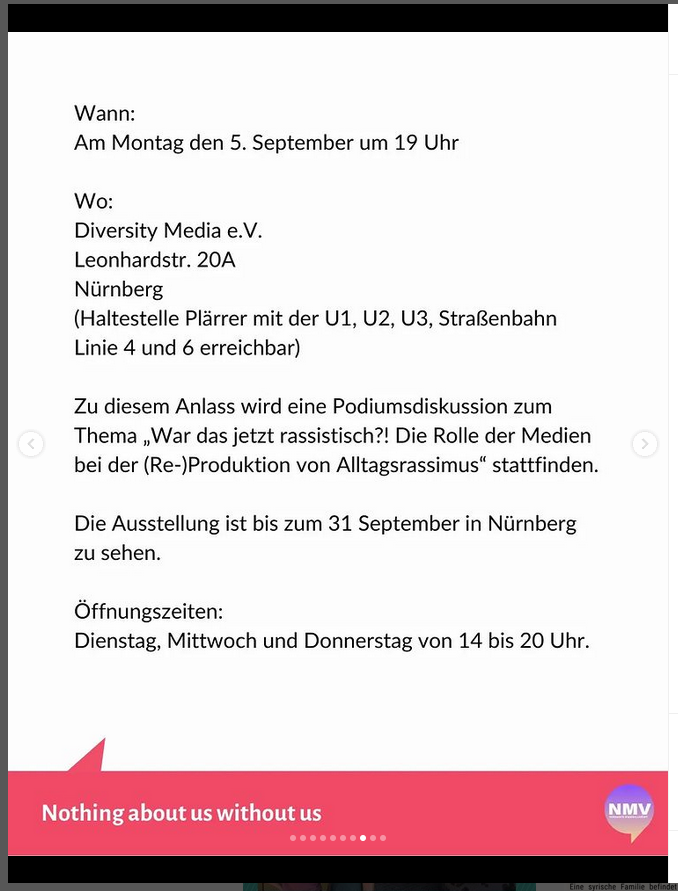 Wann:
Am Montag den 5. September um 19 Uhr
Wo:
Diversity Media e.V.
Leonhardstr. 20A
Nürnberg
(Haltestelle Plärrer mit der U1, U2, U3, Straßenbahn
Linie 4 und 6 erreichbar)
Zu diesem Anlass wird eine Podiumsdiskussion zum
Thema „War das jetzt rassistisch?! Die Rolle der Medien
bei der (Re-)Produktion von Alltagsrassimus“ stattfinden.
Die Ausstellung ist bis zum 31 September in Nürnberg
zu sehen.
Öffnungszeiten:
Dienstag, Mittwoch und Donnerstag von 14 bis 20 Uhr.
Nothing about us without us
NMV
Eine syrische Familie befindet